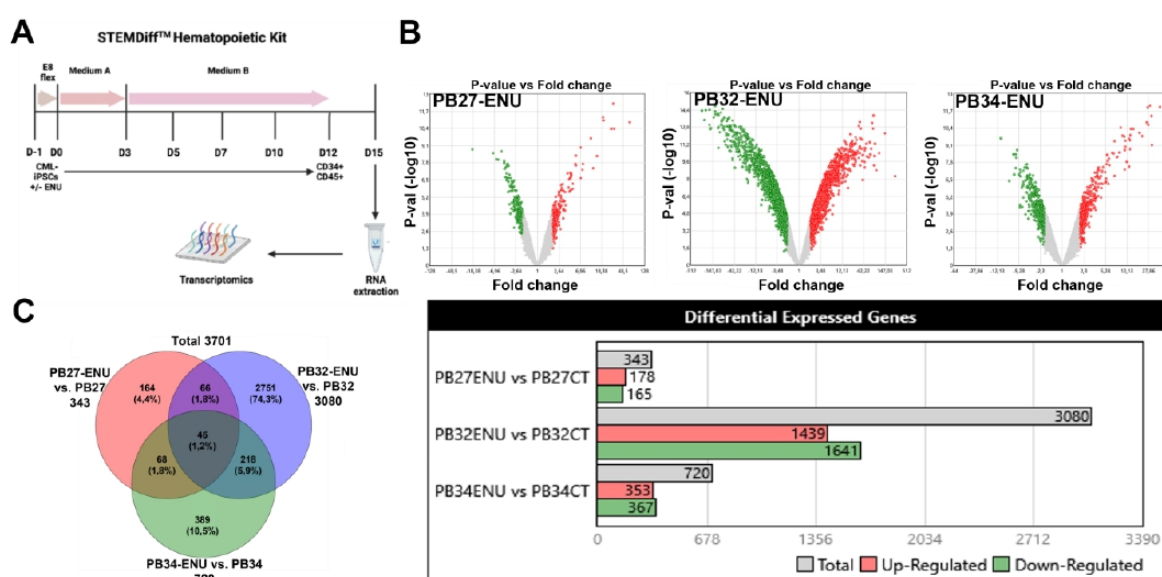 A
STEMDiff™ Hematopoietic Kit
E8
flex
Medium A
Medium B
D-1 D0 D3 D5 D7 D10 D12 D15
CML-
iPSCs
+/- ENU
CD34+
CD45+
Transcriptomics
RNA
extraction
B
P-value vs Fold change
PB27-ENU
P-val (-log10)
Fold change
P-value vs Fold change
PB32-ENU
P-val (-log10)
Fold change
P-value vs Fold change
PB34-ENU
P-val (-log10)
Fold change
C
Total 3701
PB27-ENU
vs. PB27
343
PB32-ENU
vs. PB32
3080
164
(4,4%)
66
(1,8%)
2751
(74,3%)
45
(1,2%)
68
(1,8%)
218
(5,9%)
389
(10,5%)
PB34-ENU vs. PB34
Differential Expressed Genes
PB27ENU vs PB27CT
343
178
165
PB32ENU vs PB32CT
3080
1439
1641
PB34ENU vs PB34CT
720
353
367
0 678 1356 2034 2712 3390
Total Up-Regulated Down-Regulated